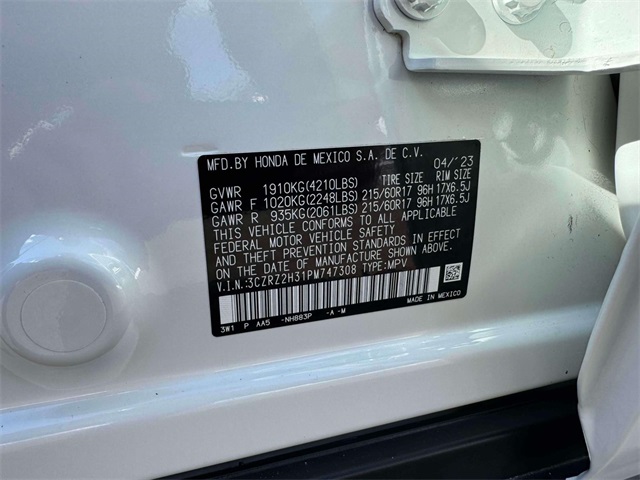 MFD.BY HONDA DE MEXICO S.A. DE C.V. 04/'23
TIRE SIZE RIM SIZE
GVWR 1910KG(4210LBS)
GAWR F 1020KG(2248LBS) 215/60R17 96H 17X6.5J
GAWR R 935KG(2061LBS) 215/60R17 96H 17X6.5J
THIS VEHICLE CONFORMS TO ALL APPLICABLE
FEDERAL MOTOR VEHICLE SAFETY
AND THEFT PREVENTION STANDARDS IN EFFECT
ON THE DATE OF MANUFACTURE SHOWN ABOVE.
V.I.N.:3CZRZ2H31PM747308 TYPE:MPV
3W1 P AA5 -NH883P -A -M